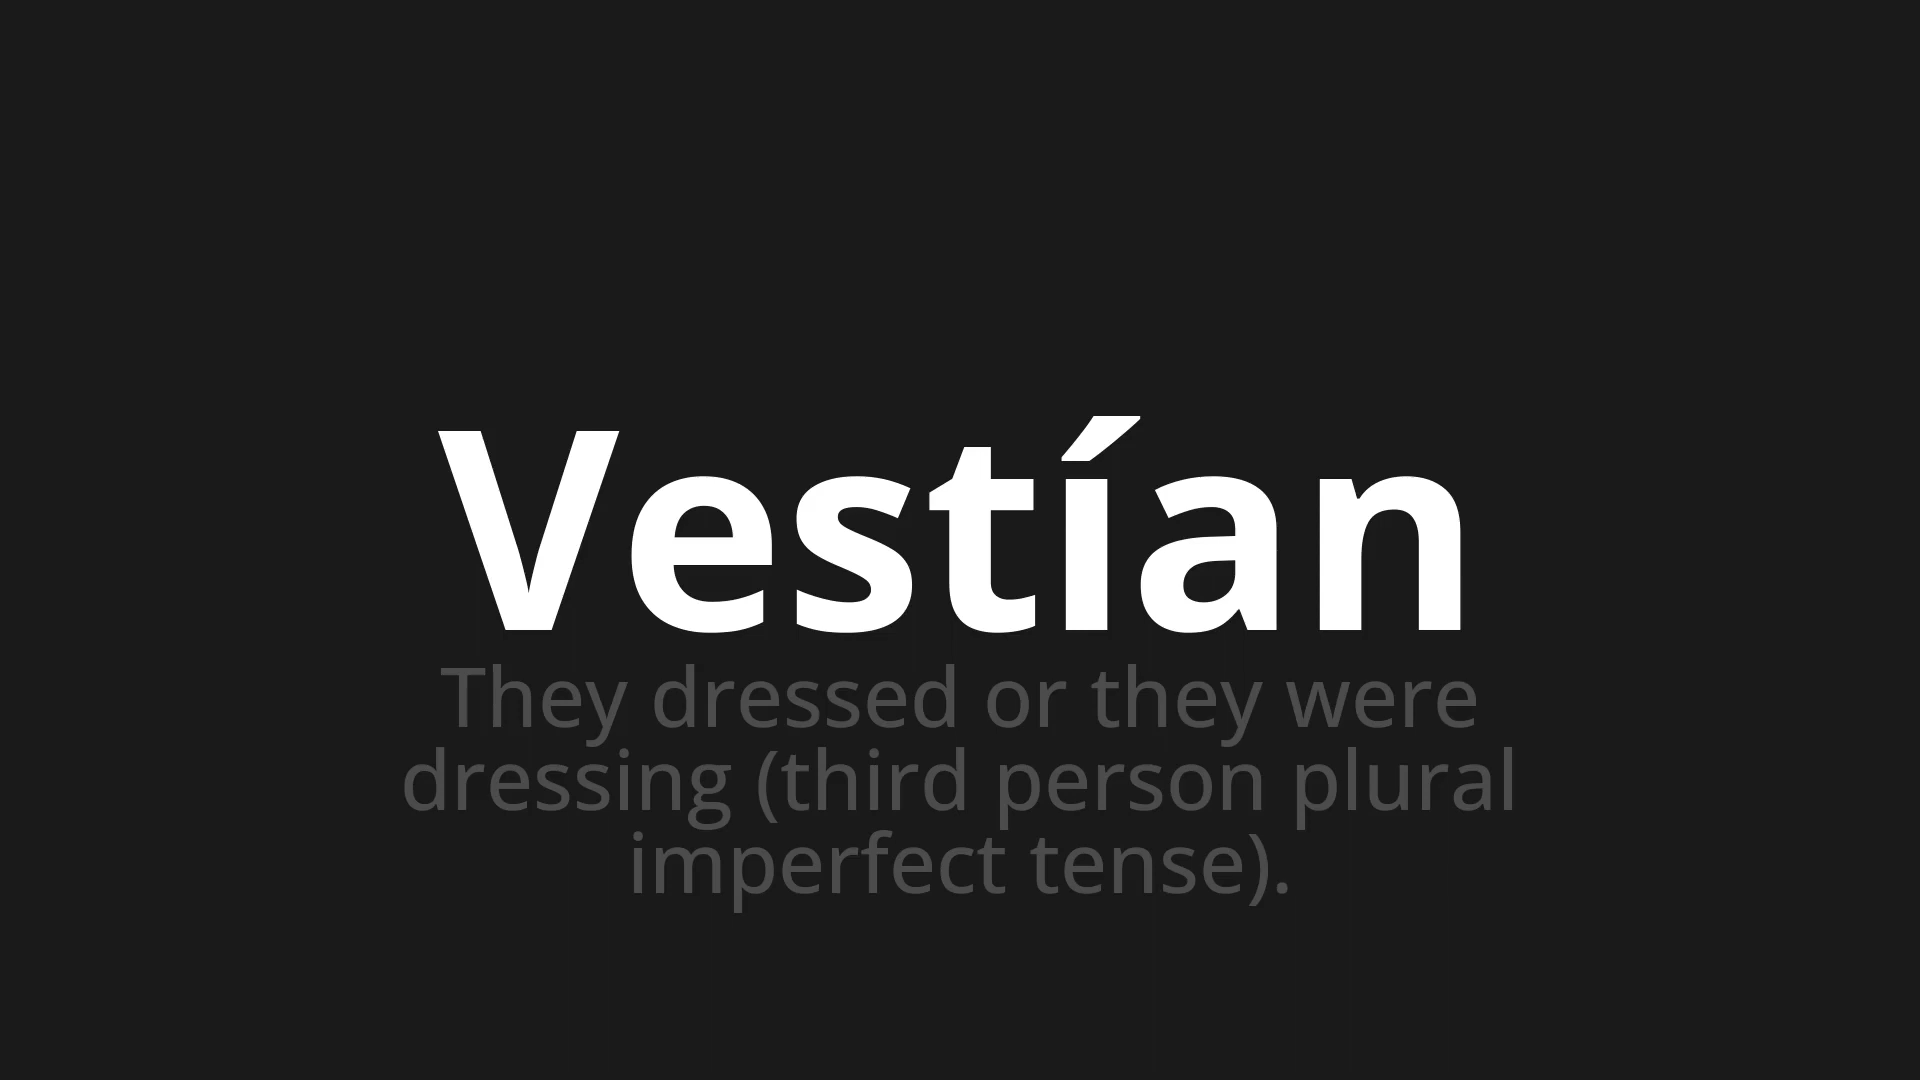 Vestían
They dressed or they were
dressing (third person plural
imperfect tense).